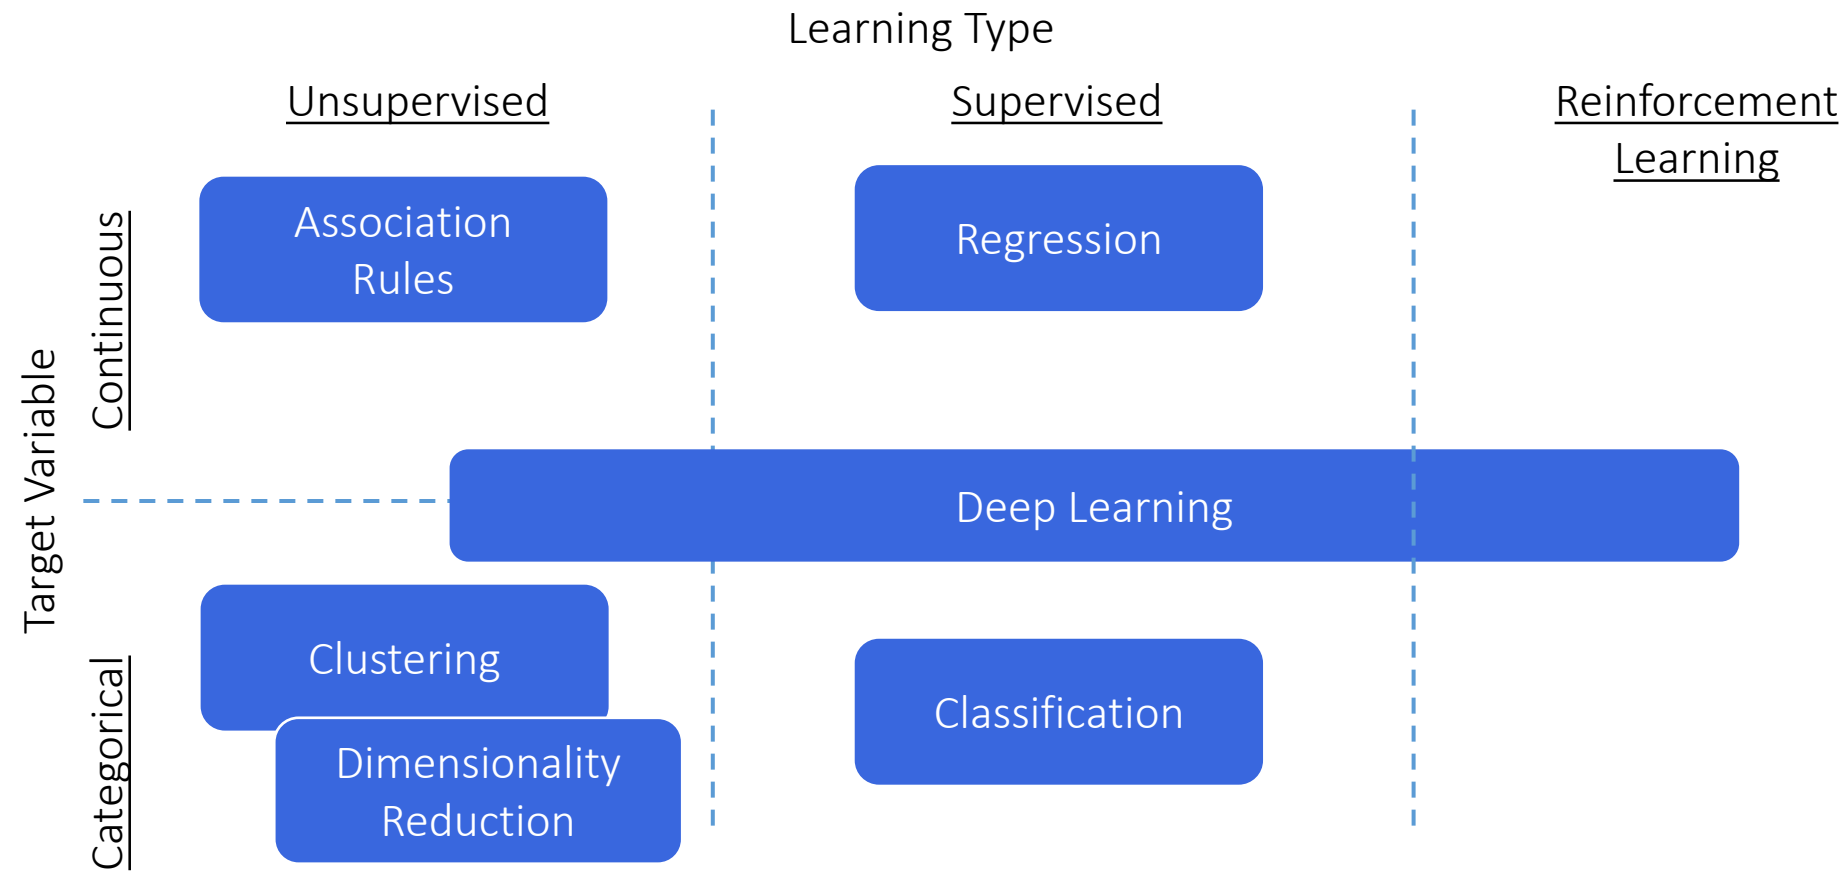 Learning Type
Unsupervised
Supervised
Reinforcement
Learning
Target Variable
Continuous
Association
Rules
Regression
Deep Learning
Categorical
Clustering
Dimensionality
Reduction
Classification